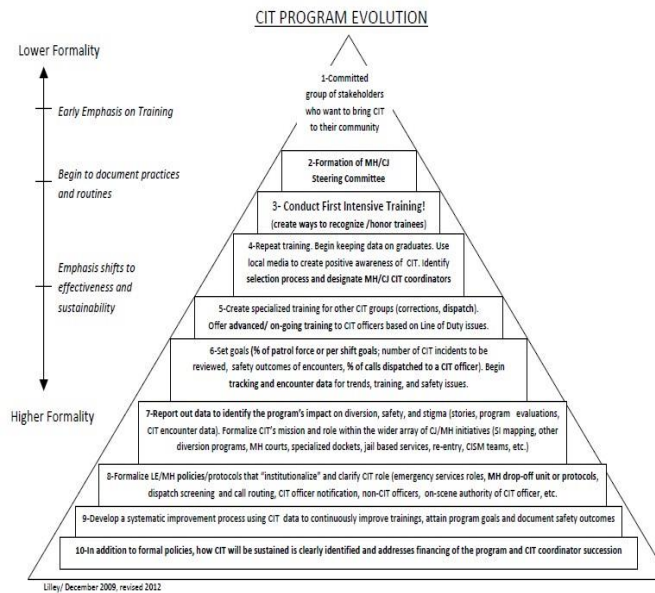 CIT PROGRAM EVOLUTION
Lower Formality
Early Emphasis on Training
Begin to document practices
and routines
Emphasis shifts to
effectiveness and
sustainability
Higher Formality
1-Committed
group of stakeholders
who want to bring CIT
to their community
2-Formation of MH/CJ
Steering Committee
3- Conduct First Intensive Training!
(create ways to recognize /honor trainees)
4-Repeat training. Begin keeping data on graduates. Use
local media to create positive awareness of CIT. Identify
selection process and designate MH/CJ CIT coordinators
5-Create specialized training for other CIT groups (corrections, dispatch).
Offer advanced/ on-going training to CIT officers based on Line of Duty issues.
6-Set goals (% of patrol force or per shift goals; number of CIT incidents to be
reviewed, safety outcomes of encounters, % of calls dispatched to a CIT officer). Begin
tracking and encounter data for trends, training, and safety issues.
7-Report out data to identify the program's impact on diversion, safety, and stigma (stories, program evaluations,
CIT encounter data). Formalize CIT's mission and role within the wider array of CJ/MH initiatives (SI mapping, other
diversion programs, MH courts, specialized dockets, jail based services, re-entry, CISM teams, etc.)
8-Formalize LE/MH policies/protocols that "institutionalize" and clarify CIT role (emergency services roles, MH drop-off unit or protocols,
dispatch screening and call routing, CIT officer notification, non-CIT officers, on-scene authority of CIT officer, etc.
9-Develop a systematic improvement process using CIT data to continuously improve trainings, attain program goals and document safety outcomes
10-In addition to formal policies, how CIT will be sustained is clearly identified and addresses financing of the program and CIT coordinator succession
Lilley/ December 2009, revised 2012